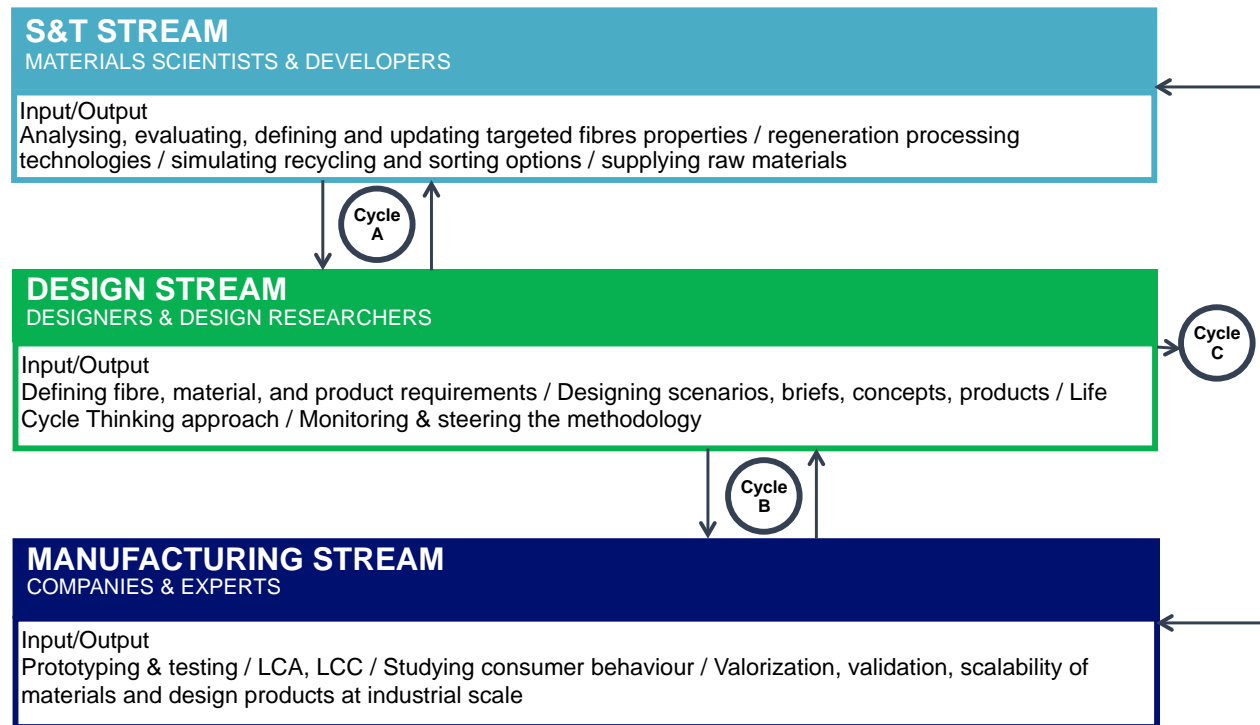 S&T STREAM
MATERIALS SCIENTISTS & DEVELOPERS
Input/Output
Analysing, evaluating, defining and updating targeted fibres properties / regeneration processing
technologies / simulating recycling and sorting options / supplying raw materials
Cycle
A
DESIGN STREAM
DESIGNERS & DESIGN RESEARCHERS
Input/Output
Defining fibre, material, and product requirements / Designing scenarios, briefs, concepts, products / Life
Cycle Thinking approach / Monitoring & steering the methodology
Cycle
C
Cycle
B
MANUFACTURING STREAM
COMPANIES & EXPERTS
Input/Output
Prototyping & testing / LCA, LCC / Studying consumer behaviour / Valorization, validation, scalability of
materials and design products at industrial scale